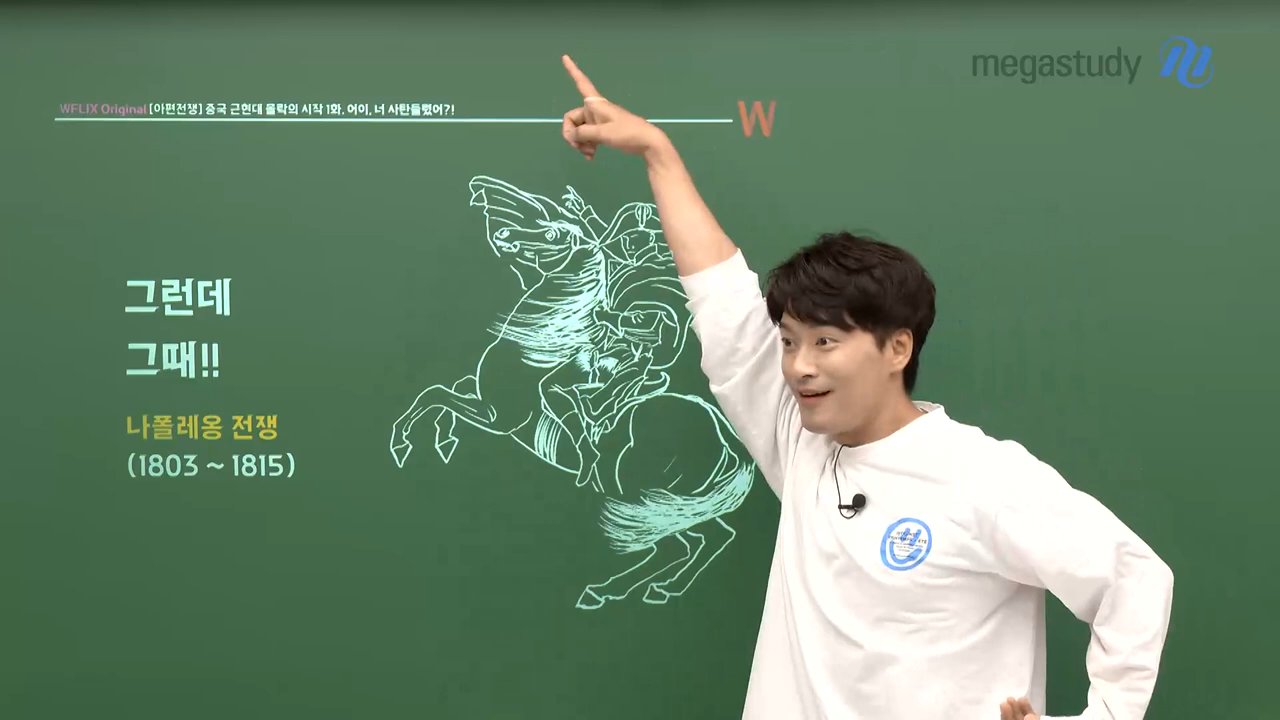 megastudy
WFLIX Original [아편전쟁] 중국 근현대 몰락의 시작 1화. 어이, 너 사탄들렸어?!
W
그런데
그때!!
나폴레옹 전쟁
(1803 ~ 1815)